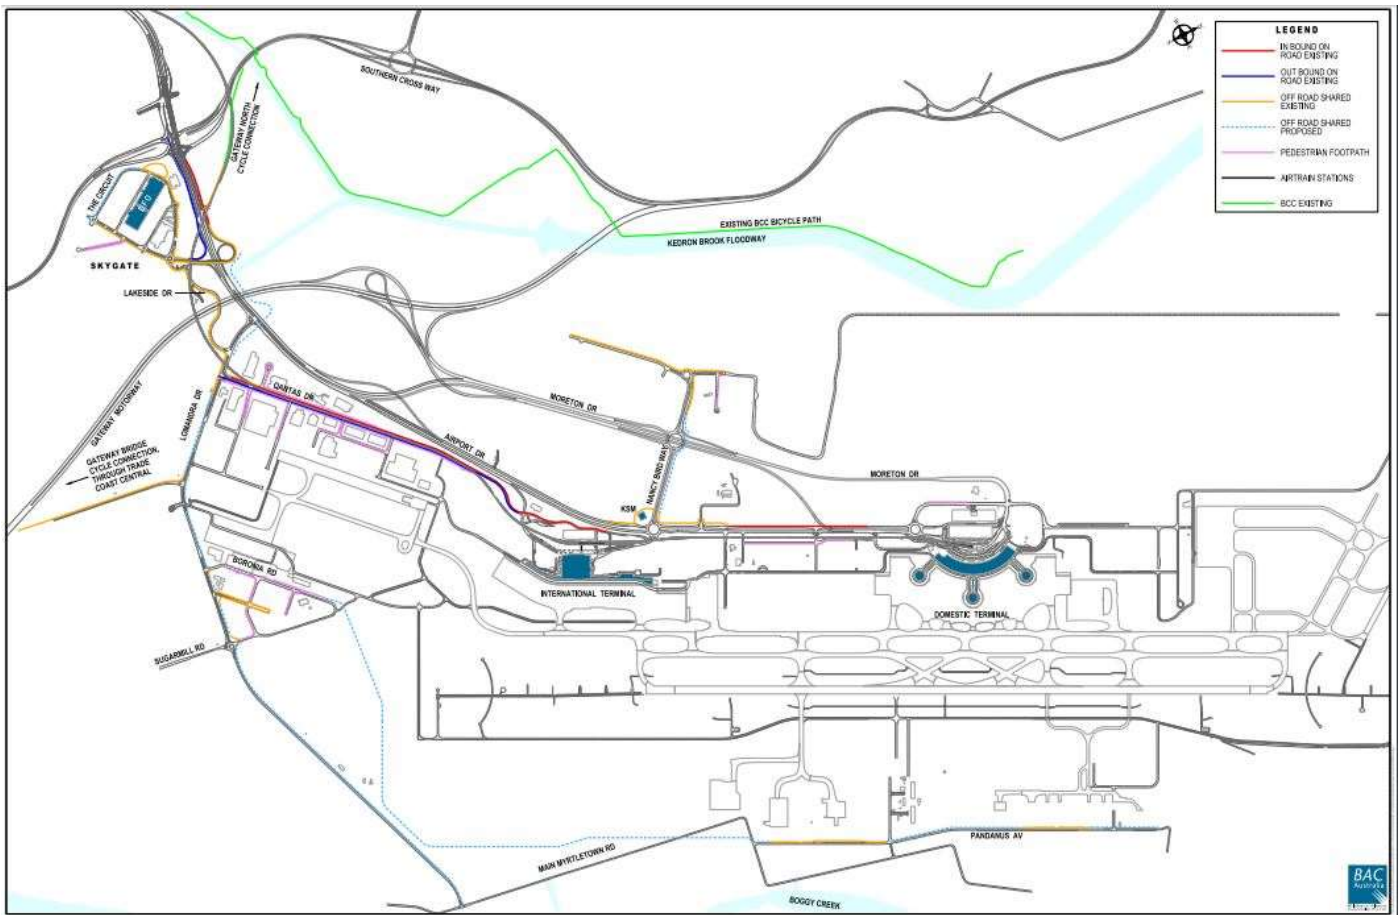 LEGEND
IN BOUND ON
ROAD EXISTING
OUT BOUND ON
ROAD EXISTING
OFF ROAD SHARED
EXISTING
OFF ROAD SHARED
PROPOSED
PEDESTRIAN FOOTPATH
AIRTRAIN STATIONS
BCC EXISTING
SOUTHERN CROSS WAY
GATEWAY NORTH
CYCLE CONNECTION
THE CIRCUIT
BFO
SKYGATE
LAKESIDE DR
EXISTING BCC BICYCLE PATH
KEDRON BROOK FLOODWAY
GATEWAY MOTORWAY
LOMANDRA DR
QANTAS DR
AIRPORT DR
MORETON DR
MORETON DR
NANCY BIRD WAY
KSM
GATEWAY BRIDGE
CYCLE CONNECTION,
THROUGH TRADE
COAST CENTRAL
BORONIA RD
SUGARMILL RD
INTERNATIONAL TERMINAL
DOMESTIC TERMINAL
MAIN MYRTLETOWN RD
PANDANUS AV
BOGGY CREEK
BAC
Australia